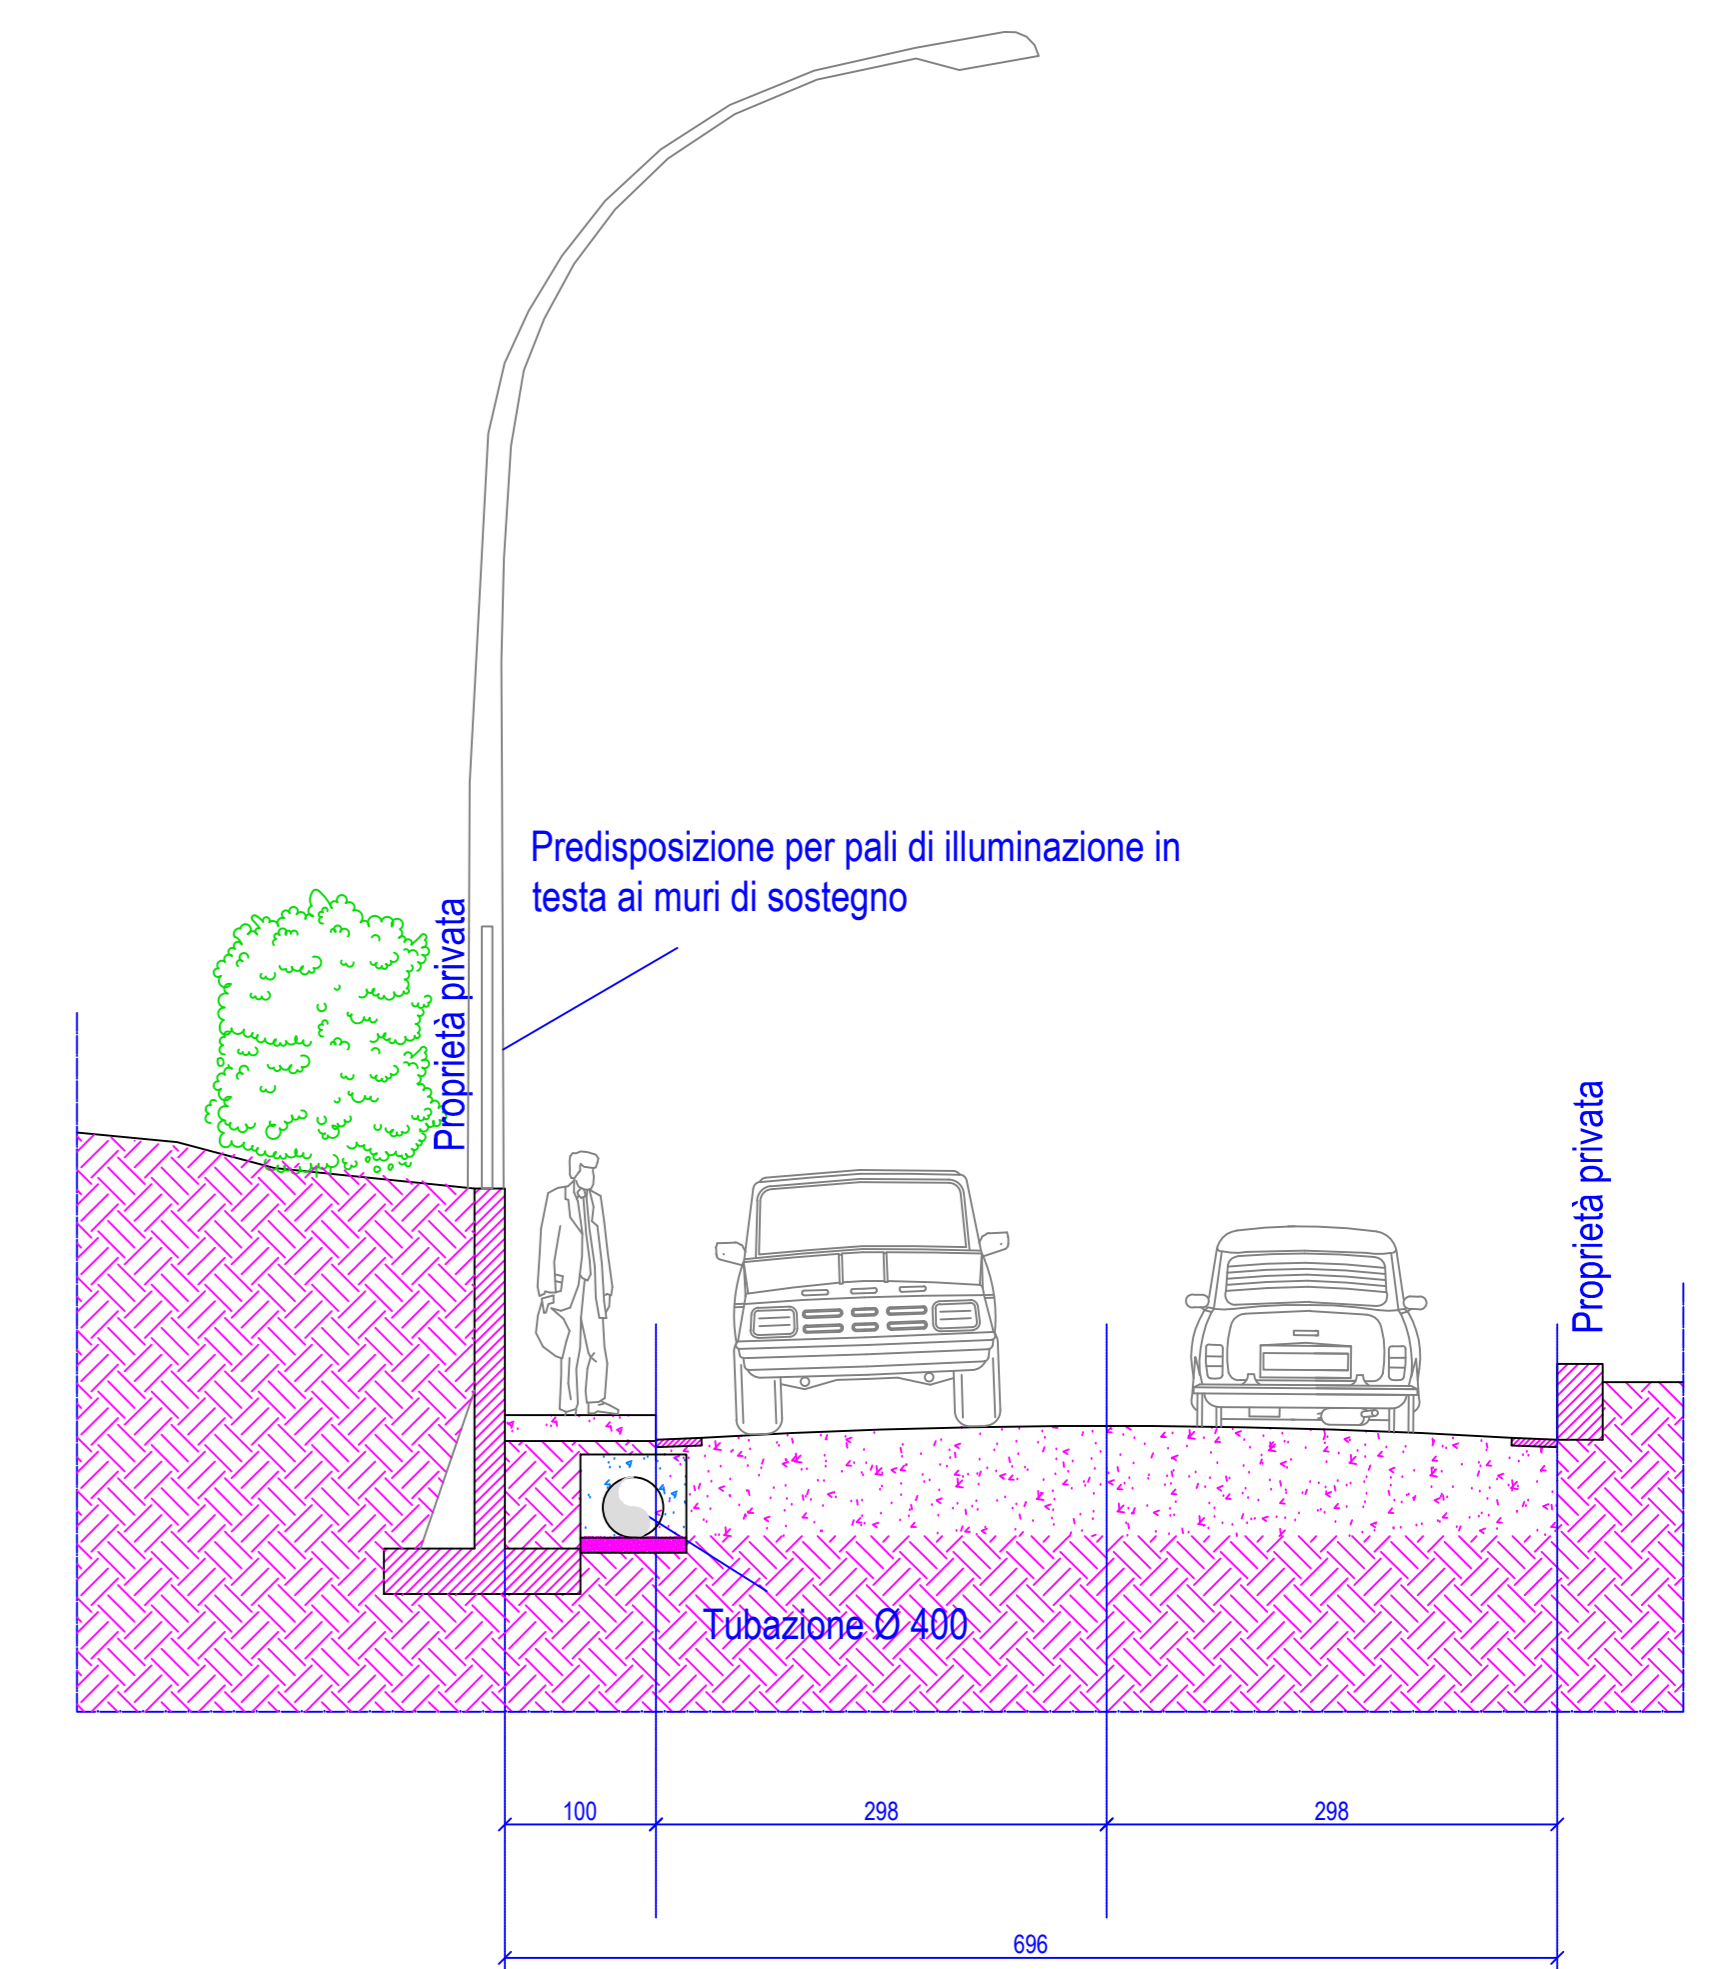 Predisposizione per pali di illuminazione in
testa ai muri di sostegno
Proprietà privata
Proprietà privata
Tubazione Ø 400
100
298
298
696